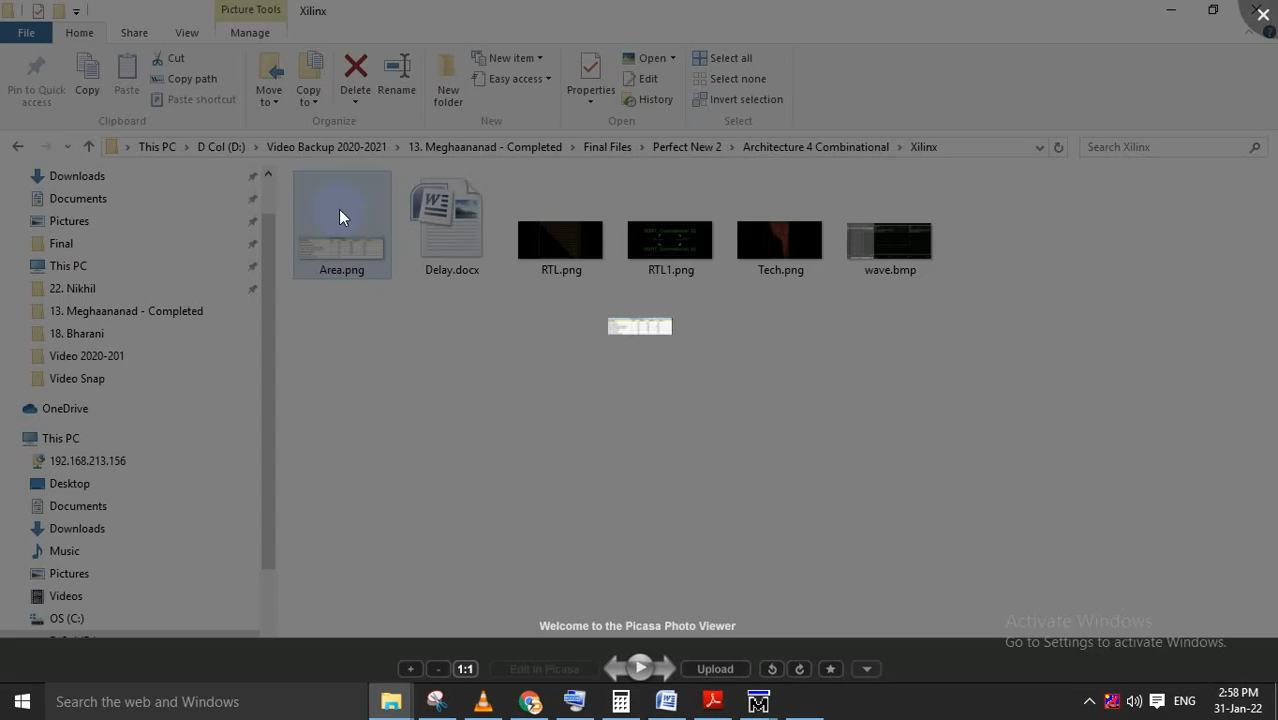 Picture Tools
Xilinx
File
Home
Share
View
Manage
Pin to Quick access
Copy
Paste
Cut
Copy path
Paste shortcut
Clipboard
Move to
Copy to
Delete
Rename
Organize
New folder
New item
Easy access
New
Properties
Open
Edit
History
Open
Select all
Select none
Invert selection
Select
This PC
D Col (D:)
Video Backup 2020-2021
13. Meghaananad - Completed
Final Files
Perfect New 2
Architecture 4 Combinational
Xilinx
Search Xilinx
Downloads
Documents
Pictures
Final
This PC
22. Nikhil
13. Meghaananad - Completed
18. Bharani
Video 2020-201
Video Snap
OneDrive
This PC
192.168.213.156
Desktop
Documents
Downloads
Music
Pictures
Videos
OS (C:)
Area.png
Delay.docx
RTL.png
RTL1.png
Tech.png
wave.bmp
Welcome to the Picasa Photo Viewer
Activate Windows
Go to Settings to activate Windows.
+
-
1:1
Edit in Picasa
Upload
Search the web and Windows
ENG
2:58 PM
31-Jan-22